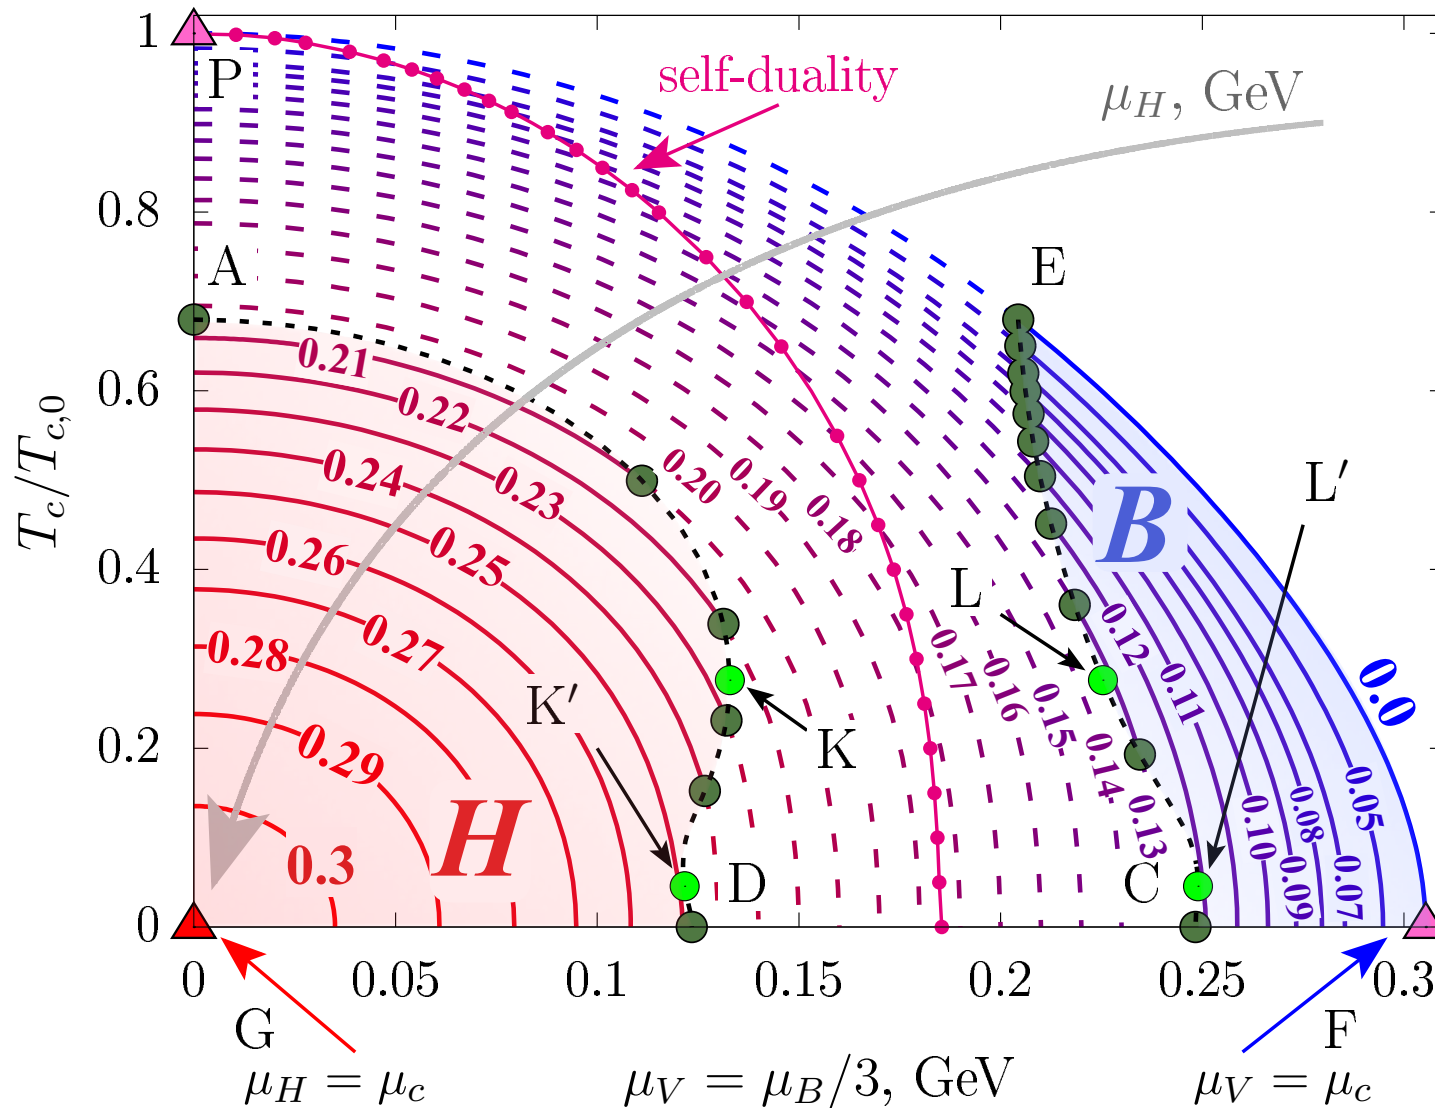 1
P
self-duality
μ_H, GeV
0.8
A
E
0.21
0.6
0.22
T_c/T_{c,0}
0.24
0.23
0.20
0.19
0.18
L′
B
0.4
0.26
0.25
L
0.28
0.27
0.12
0.11
0.17
0.16
0.15
0.14
0.13
0.0
K′
0.2
0.29
K
0.10
0.09
0.08
0.07
0.05
H
0.3
D
C
0
0
0.05
0.1
0.15
0.2
0.25
0.3
G
F
μ_H = μ_c
μ_V = μ_B/3, GeV
μ_V = μ_c